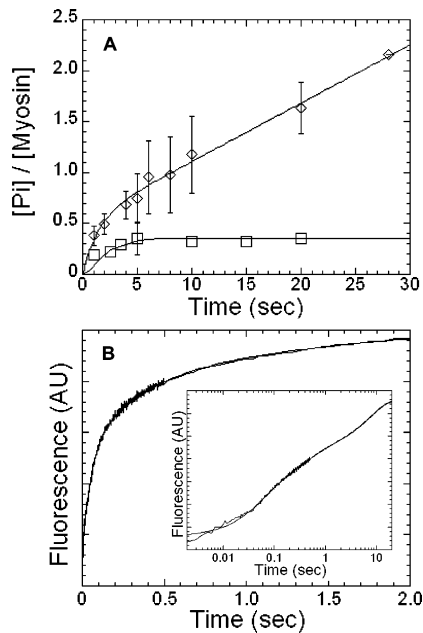 A
[Pi] / [Myosin]
2.5
2.0
1.5
1.0
0.5
0
0 5 10 15 20 25 30
Time (sec)
B
Fluorescence (AU)
Fluorescence (AU)
0.01 0.1 1 10
Time (sec)
0 0.5 1.0 1.5 2.0
Time (sec)